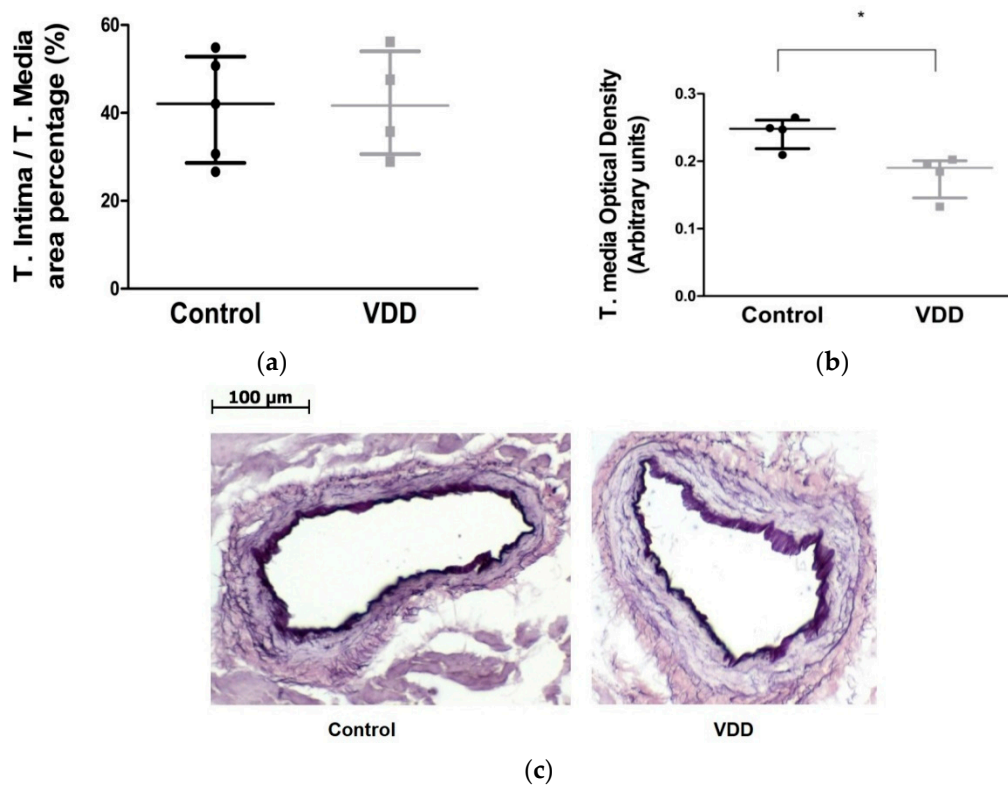 T. Intima / T. Media
area percentage (%)
60
40
20
0
Control VDD
(a)
*
T. media Optical Density
(Arbitrary units)
0.3
0.2
0.1
0.0
Control VDD
(b)
100 µm
Control VDD
(c)